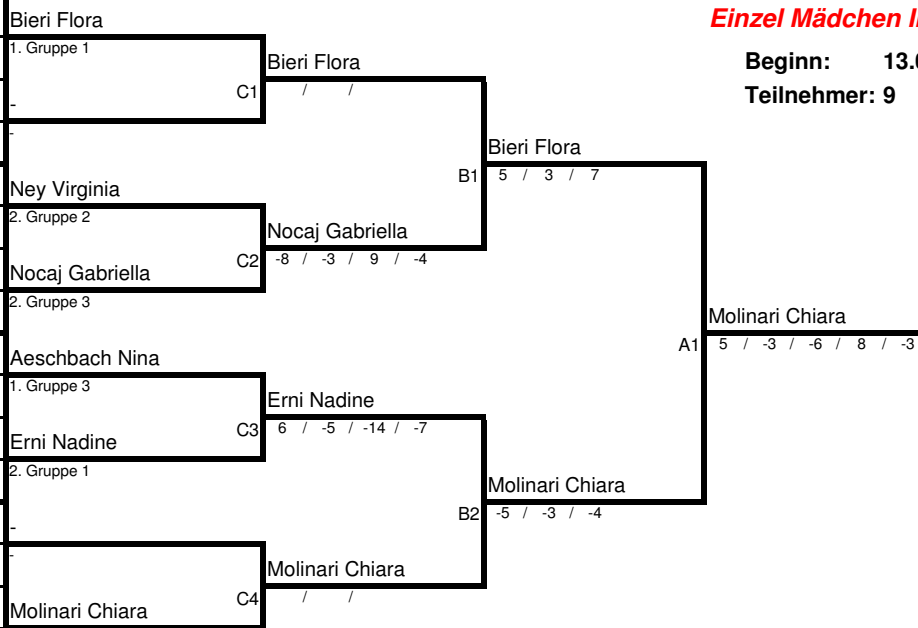 Bieri Flora
Einzel Mädchen
1. Gruppe 1
Bieri Flora
Beginn: 13.
C1
/ /
-
Teilnehmer: 9
-
Bieri Flora
B1
5 / 3 / 7
Ney Virginia
2. Gruppe 2
Nocaj Gabriella
C2
-8 / -3 / 9 / -4
Nocaj Gabriella
2. Gruppe 3
Molinari Chiara
A1
5 / -3 / -6 / 8 / -3
Aeschbach Nina
1. Gruppe 3
Erni Nadine
C3
6 / -5 / -14 / -7
Erni Nadine
2. Gruppe 1
Molinari Chiara
B2
-5 / -3 / -4
-
-
Molinari Chiara
C4
/ /
Molinari Chiara